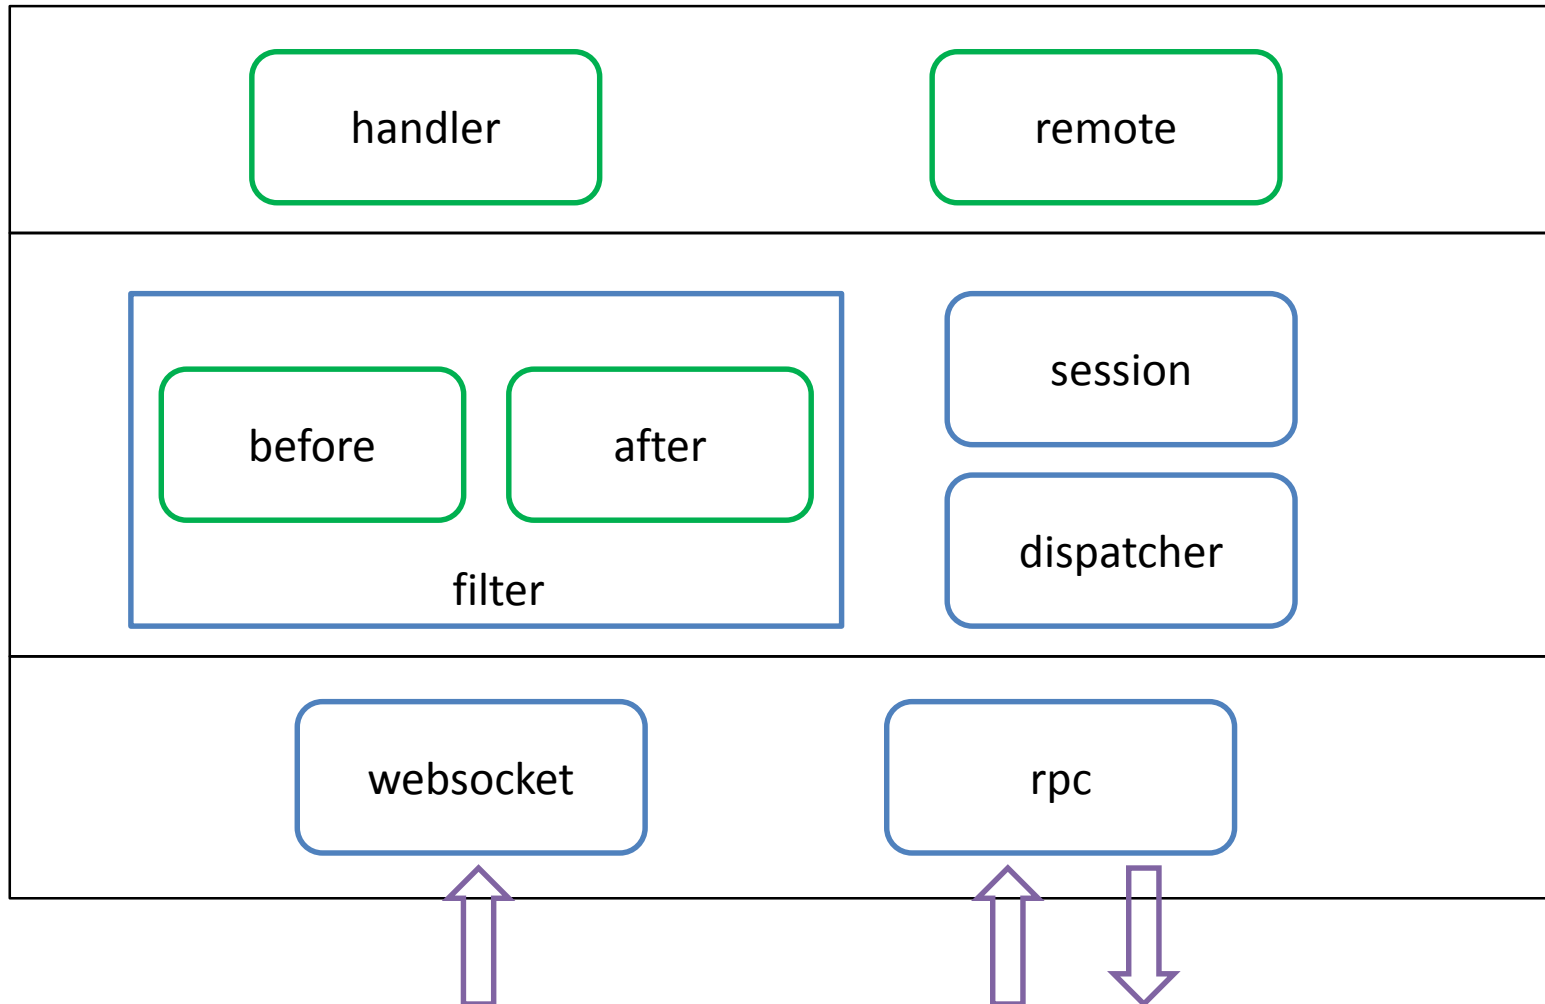 handler
remote
before
after
filter
session
dispatcher
websocket
rpc